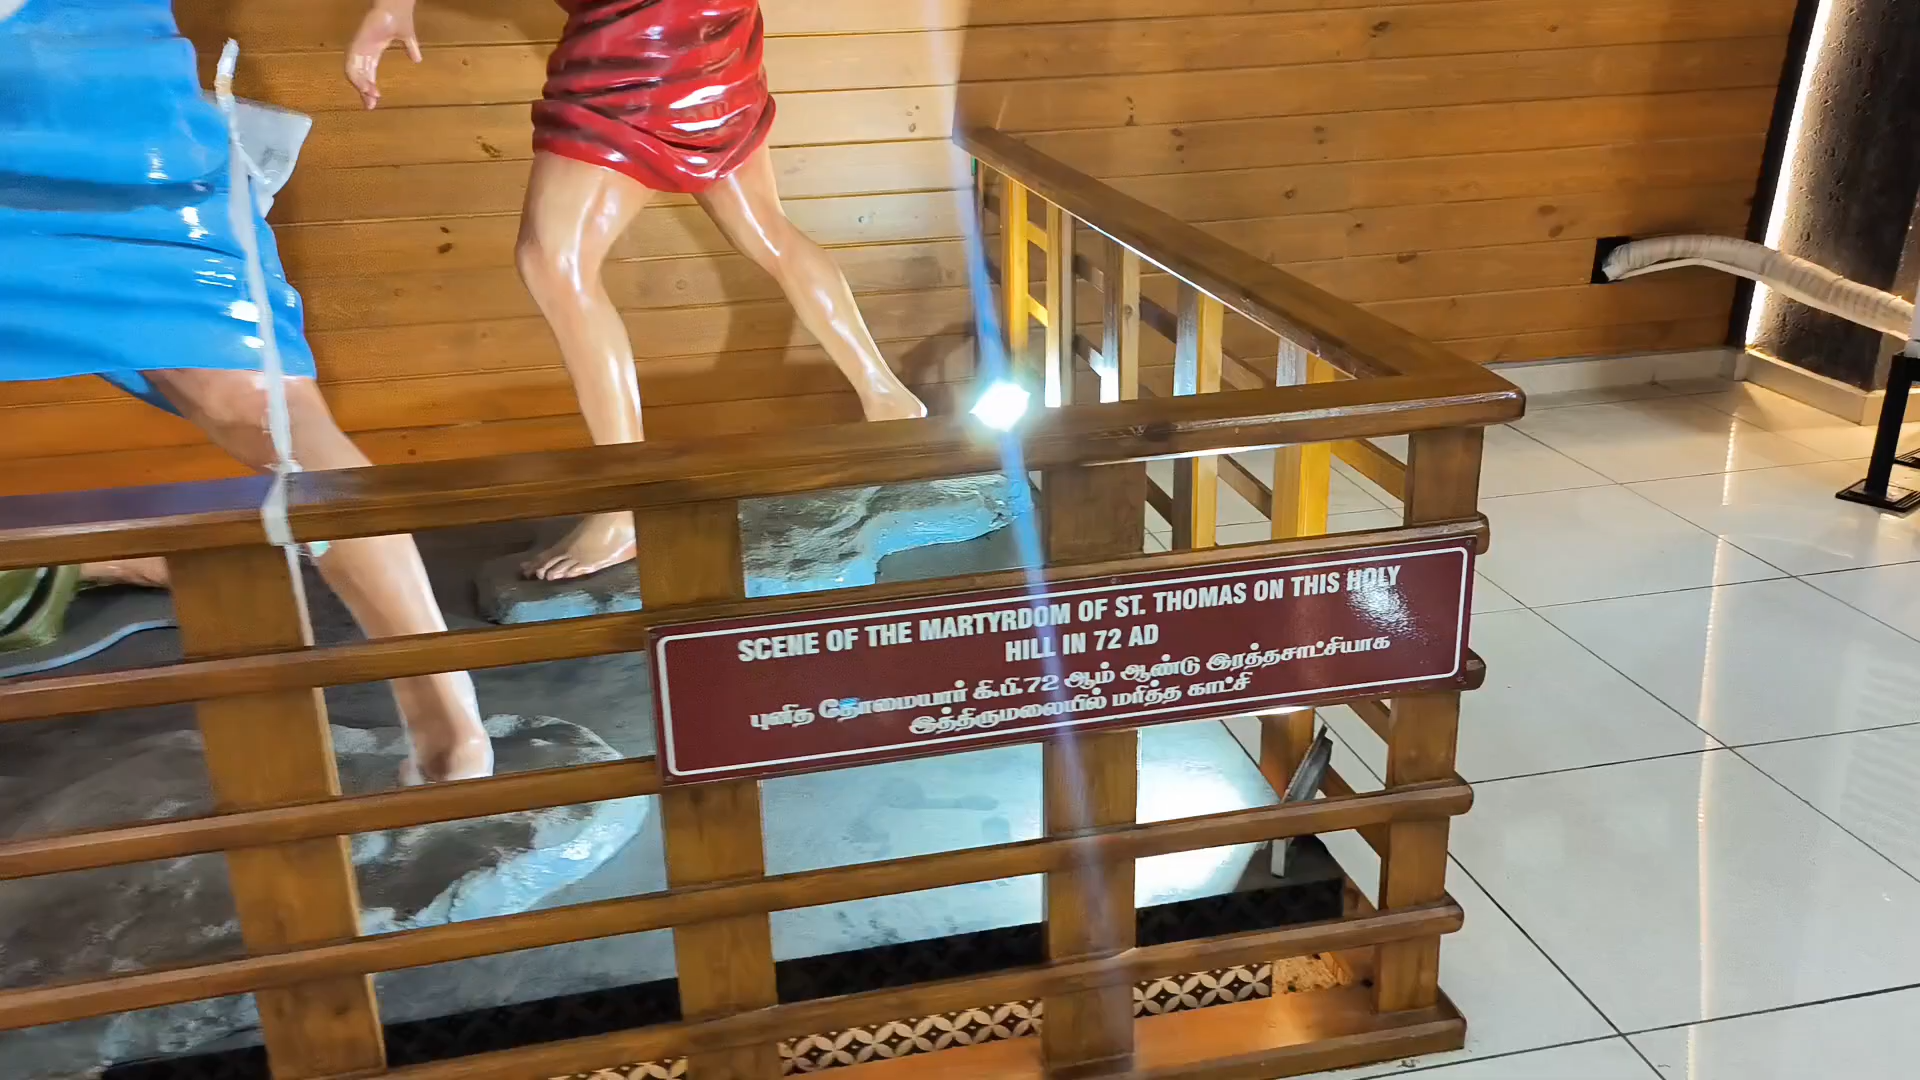 SCENE OF THE MARTYRDOM OF ST. THOMAS ON THIS HOLY
HILL IN 72 AD
புனித தோமையார் கி.பி.72 ஆம் ஆண்டு இரத்தசாட்சியாக
இத்திருமலையில் மரித்த காட்சி